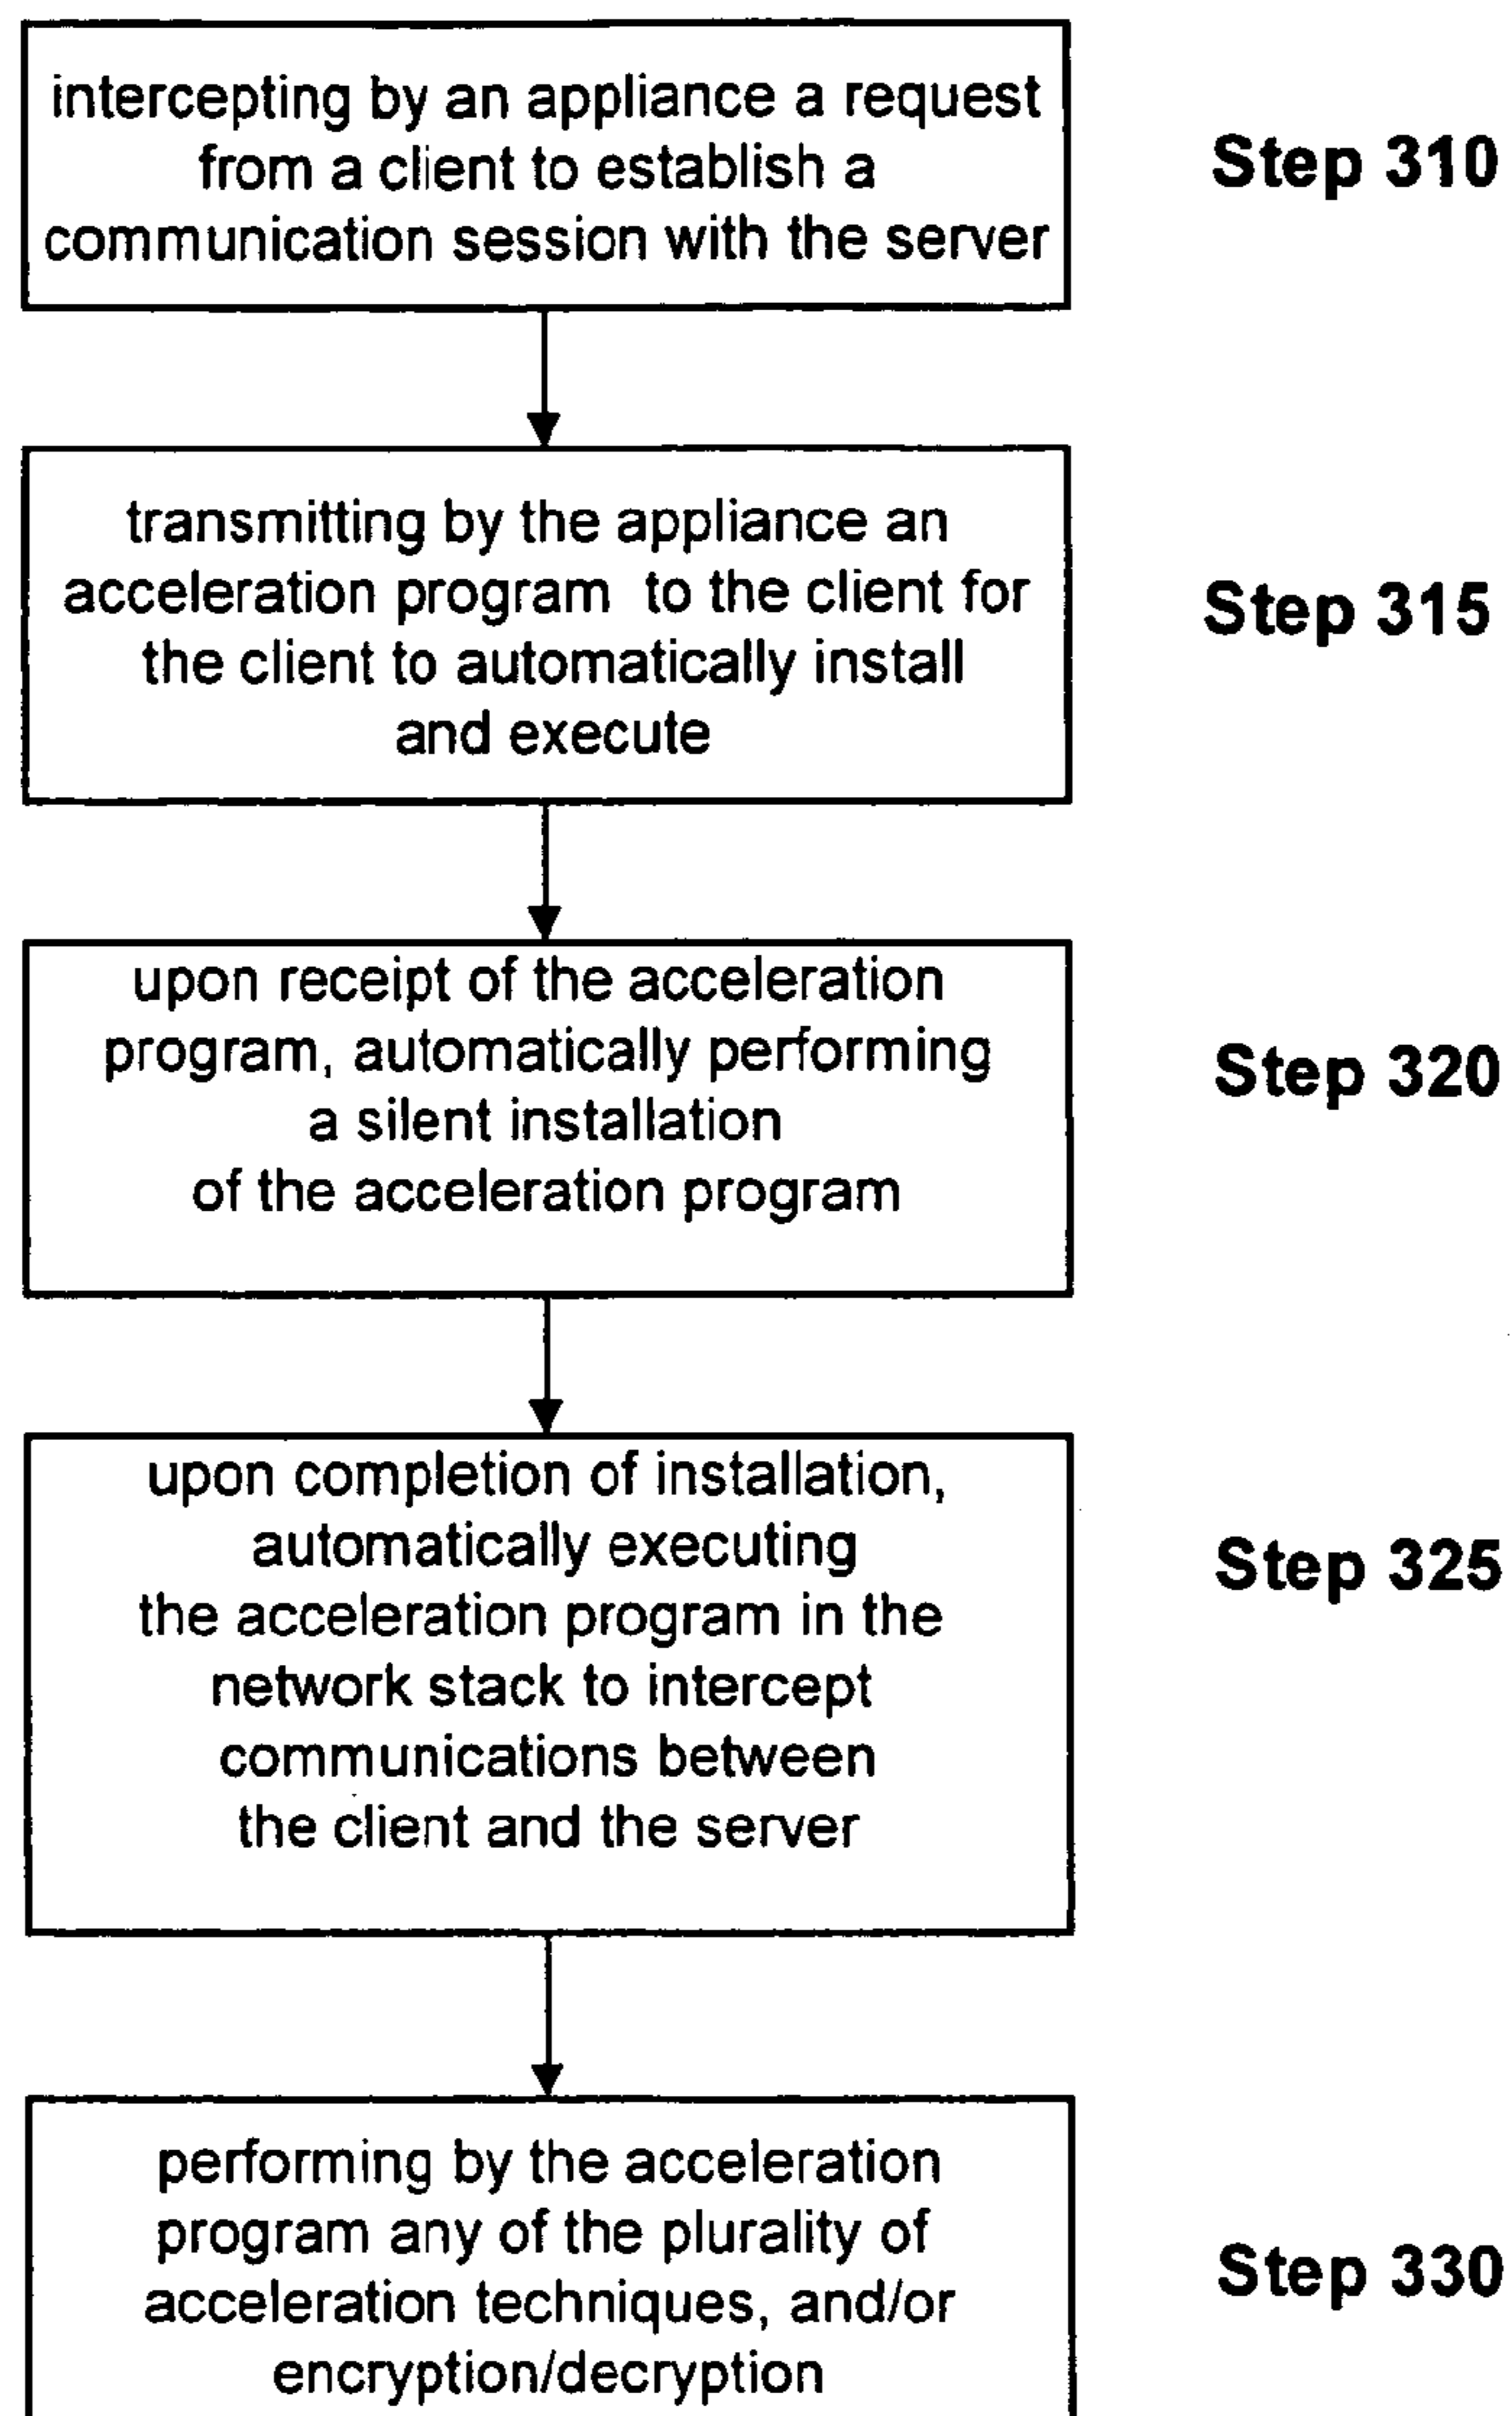 intercepting by an appliance a request
from a client to establish a
communication session with the server
Step 310
transmitting by the appliance an
acceleration program to the client for
the client to automatically install
and execute
Step 315
upon receipt of the acceleration
program, automatically performing
a silent installation
of the acceleration program
Step 320
upon completion of installation,
automatically executing
the acceleration program in the
network stack to intercept
communications between
the client and the server
Step 325
performing by the acceleration
program any of the plurality of
acceleration techniques, and/or
encryption/decryption
Step 330